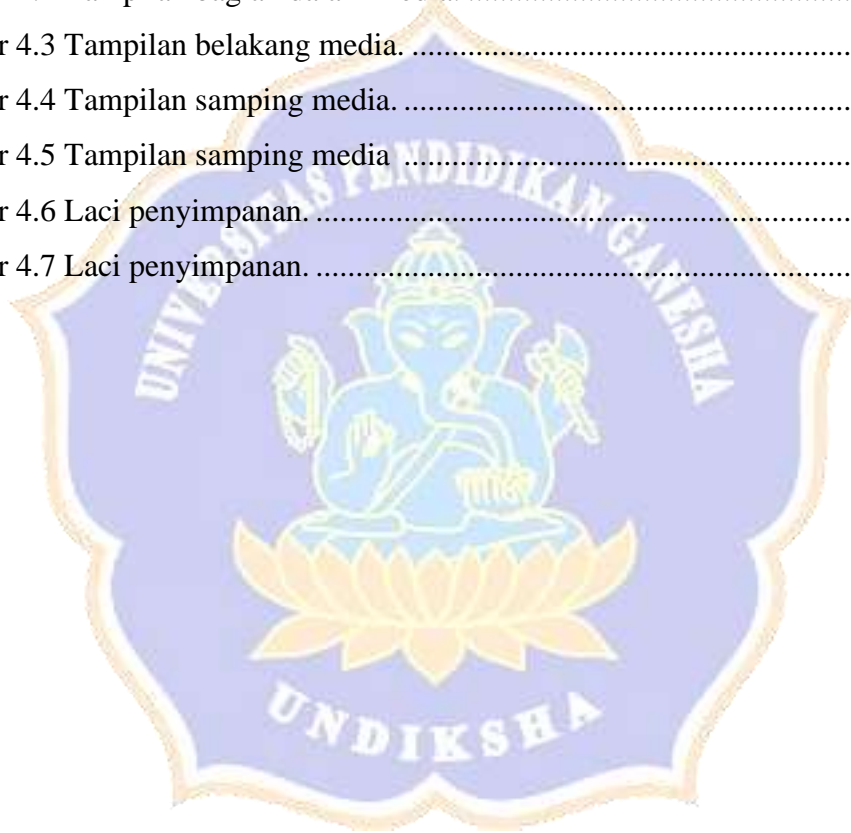 r 4.3 Tampilan belakang media. ......................................................................
r 4.4 Tampilan samping media. .......................................................................
r 4.5 Tampilan samping media .......................................................................
r 4.6 Laci penyimpanan. ...................................................................................
r 4.7 Laci penyimpanan. ...................................................................................
UNIVERSITAS PENDIDIKAN GANESHA
UNDIKSHA